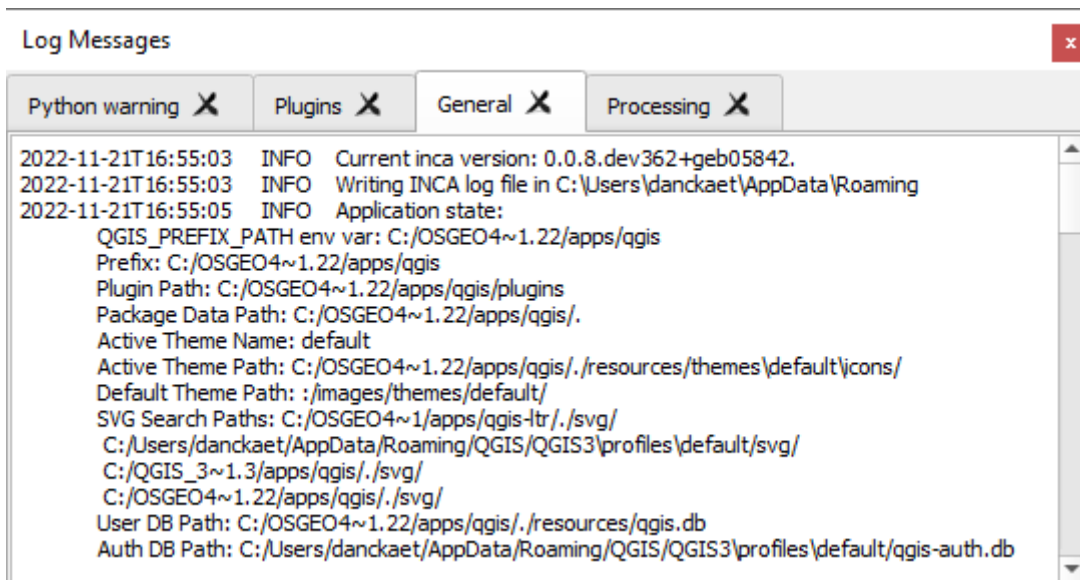 Log Messages
x
Python warning X Plugins X General X Processing X
2022-11-21T16:55:03 INFO Current inca version: 0.0.8.dev362+geb05842.
2022-11-21T16:55:03 INFO Writing INCA log file in C:\Users\danckaet\AppData\Roaming
2022-11-21T16:55:05 INFO Application state:
QGIS_PREFIX_PATH env var: C:/OSGEO4~1.22/apps/qgis
Prefix: C:/OSGEO4~1.22/apps/qgis
Plugin Path: C:/OSGEO4~1.22/apps/qgis/plugins
Package Data Path: C:/OSGEO4~1.22/apps/qgis/.
Active Theme Name: default
Active Theme Path: C:/OSGEO4~1.22/apps/qgis/./resources/themes\default\icons/
Default Theme Path: :/images/themes/default/
SVG Search Paths: C:/OSGEO4~1/apps/qgis-ltr/./svg/
C:/Users/danckaet/AppData/Roaming/QGIS/QGIS3\profiles\default/svg/
C:/QGIS_3~1.3/apps/qgis/./svg/
C:/OSGEO4~1.22/apps/qgis/./svg/
User DB Path: C:/OSGEO4~1.22/apps/qgis/./resources/qgis.db
Auth DB Path: C:/Users/danckaet/AppData/Roaming/QGIS/QGIS3\profiles\default/qgis-auth.db